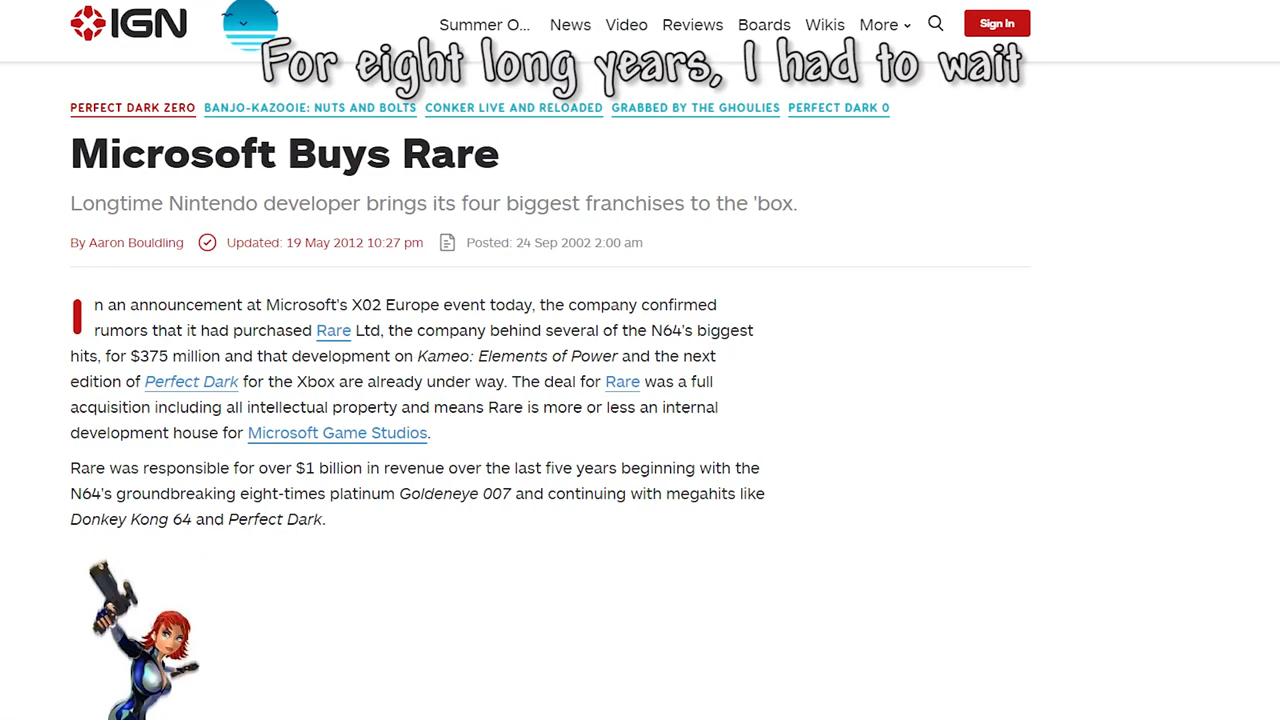 IGN
Summer O... News Video Reviews Boards Wikis More Sign In
For eight long years, I had to wait
PERFECT DARK ZERO BANJO-KAZOOIE: NUTS AND BOLTS CONKER LIVE AND RELOADED GRABBED BY THE GHOULIES PERFECT DARK 0
Microsoft Buys Rare
Longtime Nintendo developer brings its four biggest franchises to the 'box.
By Aaron Bouldling Updated: 19 May 2012 10:27 pm Posted: 24 Sep 2002 2:00 am
In an announcement at Microsoft's X02 Europe event today, the company confirmed
rumors that it had purchased Rare Ltd, the company behind several of the N64's biggest
hits, for $375 million and that development on Kameo: Elements of Power and the next
edition of Perfect Dark for the Xbox are already under way. The deal for Rare was a full
acquisition including all intellectual property and means Rare is more or less an internal
development house for Microsoft Game Studios.
Rare was responsible for over $1 billion in revenue over the last five years beginning with the
N64's groundbreaking eight-times platinum Goldeneye 007 and continuing with megahits like
Donkey Kong 64 and Perfect Dark.